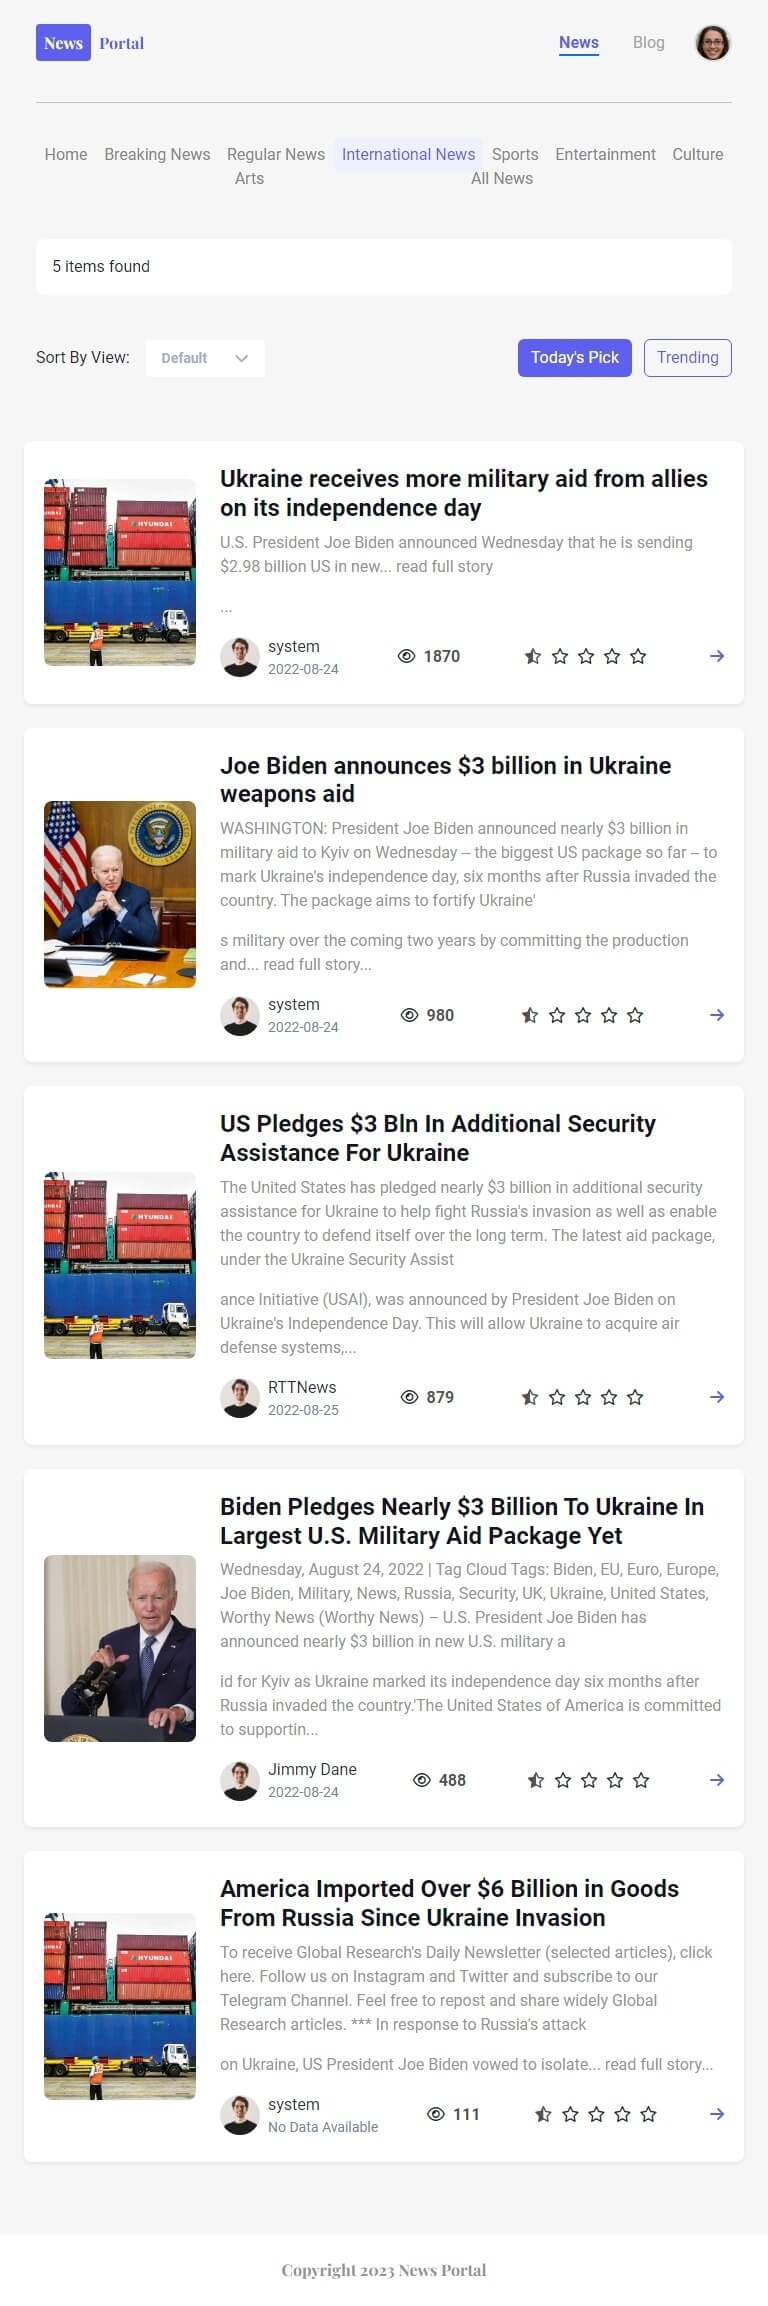 News Portal
News Blog
Home Breaking News Regular News International News Sports Entertainment Culture
Arts All News
5 items found
Sort By View: Default Today's Pick Trending
Ukraine receives more military aid from allies
on its independence day
U.S. President Joe Biden announced Wednesday that he is sending
$2.98 billion US in new... read full story
...
HYUNDAI
system
2022-08-24
1870
Joe Biden announces $3 billion in Ukraine
weapons aid
WASHINGTON: President Joe Biden announced nearly $3 billion in
military aid to Kyiv on Wednesday -- the biggest US package so far -- to
mark Ukraine's independence day, six months after Russia invaded the
country. The package aims to fortify Ukraine'
s military over the coming two years by committing the production
and... read full story...
system
2022-08-24
980
US Pledges $3 Bln In Additional Security
Assistance For Ukraine
The United States has pledged nearly $3 billion in additional security
assistance for Ukraine to help fight Russia's invasion as well as enable
the country to defend itself over the long term. The latest aid package,
under the Ukraine Security Assist
ance Initiative (USAI), was announced by President Joe Biden on
Ukraine's Independence Day. This will allow Ukraine to acquire air
defense systems,...
HYUNDAI
RTTNews
2022-08-25
879
Biden Pledges Nearly $3 Billion To Ukraine In
Largest U.S. Military Aid Package Yet
Wednesday, August 24, 2022 | Tag Cloud Tags: Biden, EU, Euro, Europe,
Joe Biden, Military, News, Russia, Security, UK, Ukraine, United States,
Worthy News (Worthy News) – U.S. President Joe Biden has
announced nearly $3 billion in new U.S. military a
id for Kyiv as Ukraine marked its independence day six months after
Russia invaded the country.'The United States of America is committed
to supportin...
Jimmy Dane
2022-08-24
488
America Imported Over $6 Billion in Goods
From Russia Since Ukraine Invasion
To receive Global Research's Daily Newsletter (selected articles), click
here. Follow us on Instagram and Twitter and subscribe to our
Telegram Channel. Feel free to repost and share widely Global
Research articles. *** In response to Russia's attack
on Ukraine, US President Joe Biden vowed to isolate... read full story...
HYUNDAI
system
No Data Available
111
Copyright 2023 News Portal